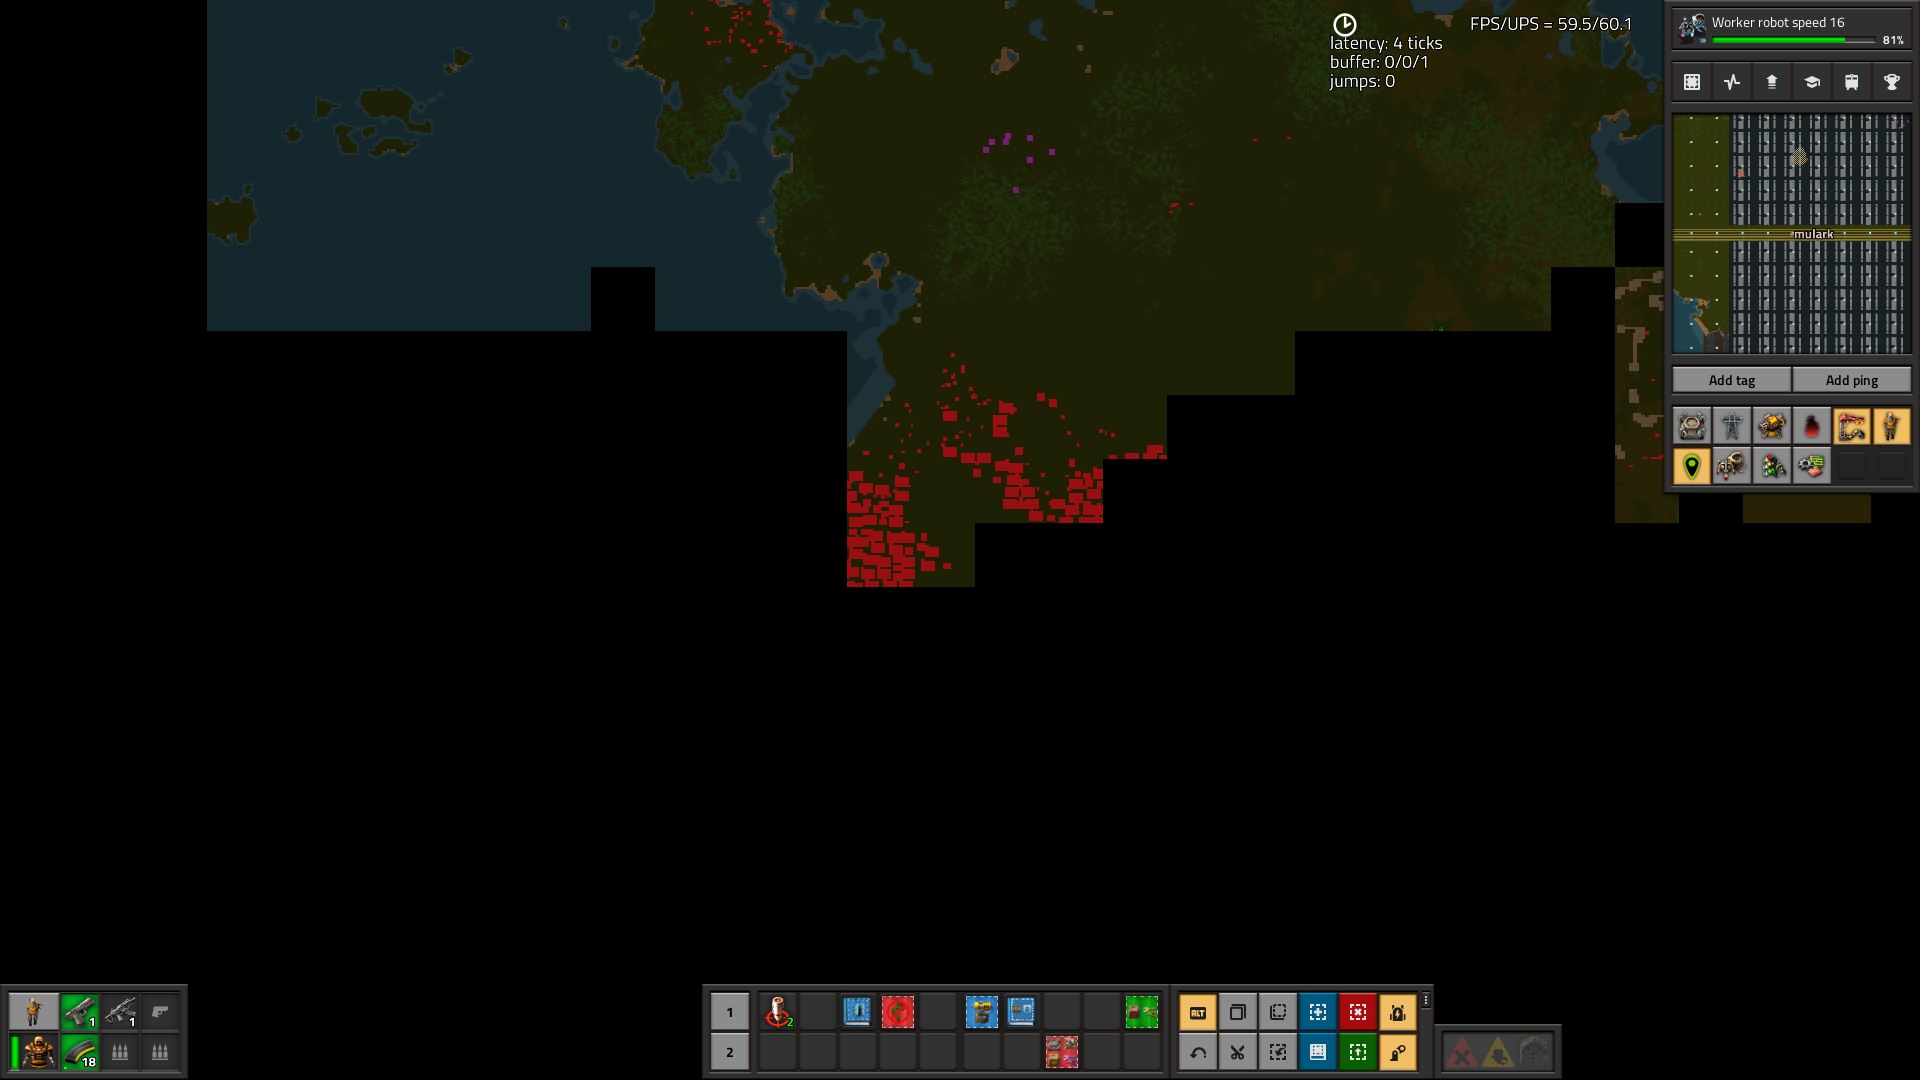 FPS/UPS = 59.5/60.1
latency: 4 ticks
buffer: 0/0/1
jumps: 0
Worker robot speed 16
81%
mulark
Add tag
Add ping
1
1
18
1
2
2
ALT